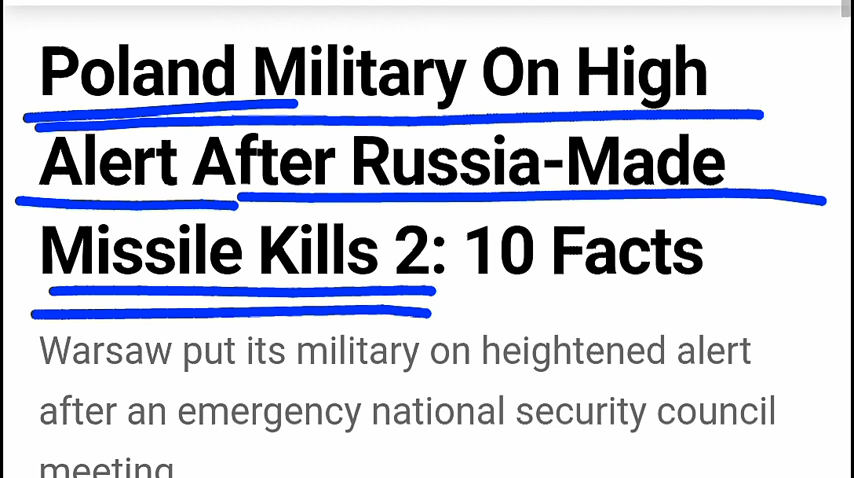 Poland Military On High
Alert After Russia-Made
Missile Kills 2: 10 Facts
Warsaw put its military on heightened alert
after an emergency national security council
meeting